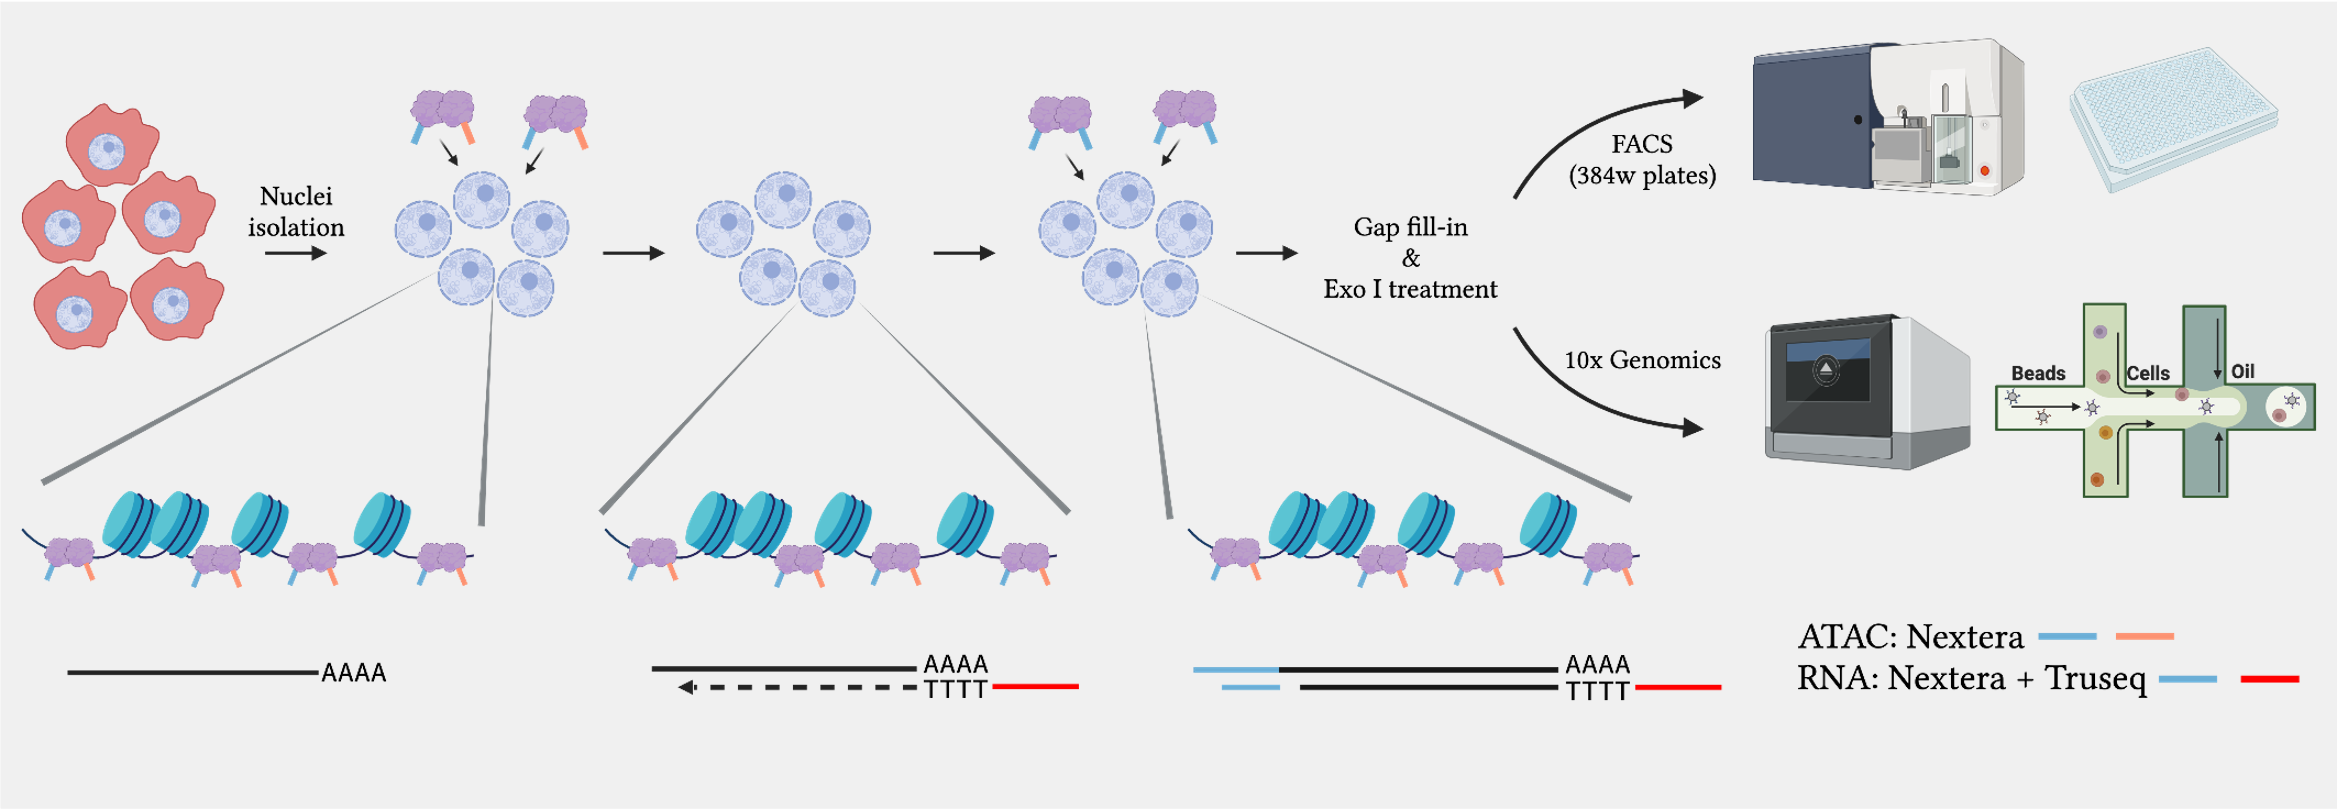 Nuclei
isolation
Gap fill-in
&
Exo I treatment
FACS
(384w plates)
10x Genomics
Beads
Cells
Oil
AAAA
AAAA
TTTT
AAAA
TTTT
ATAC: Nextera
RNA: Nextera + Truseq